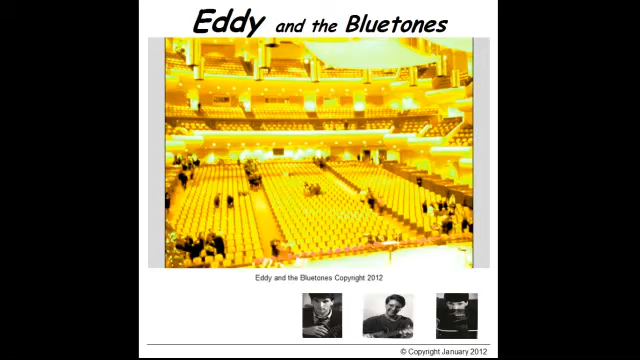 Eddy and the Bluetones
Eddy and the Bluetones Copyright 2012
© Copyright January 2012